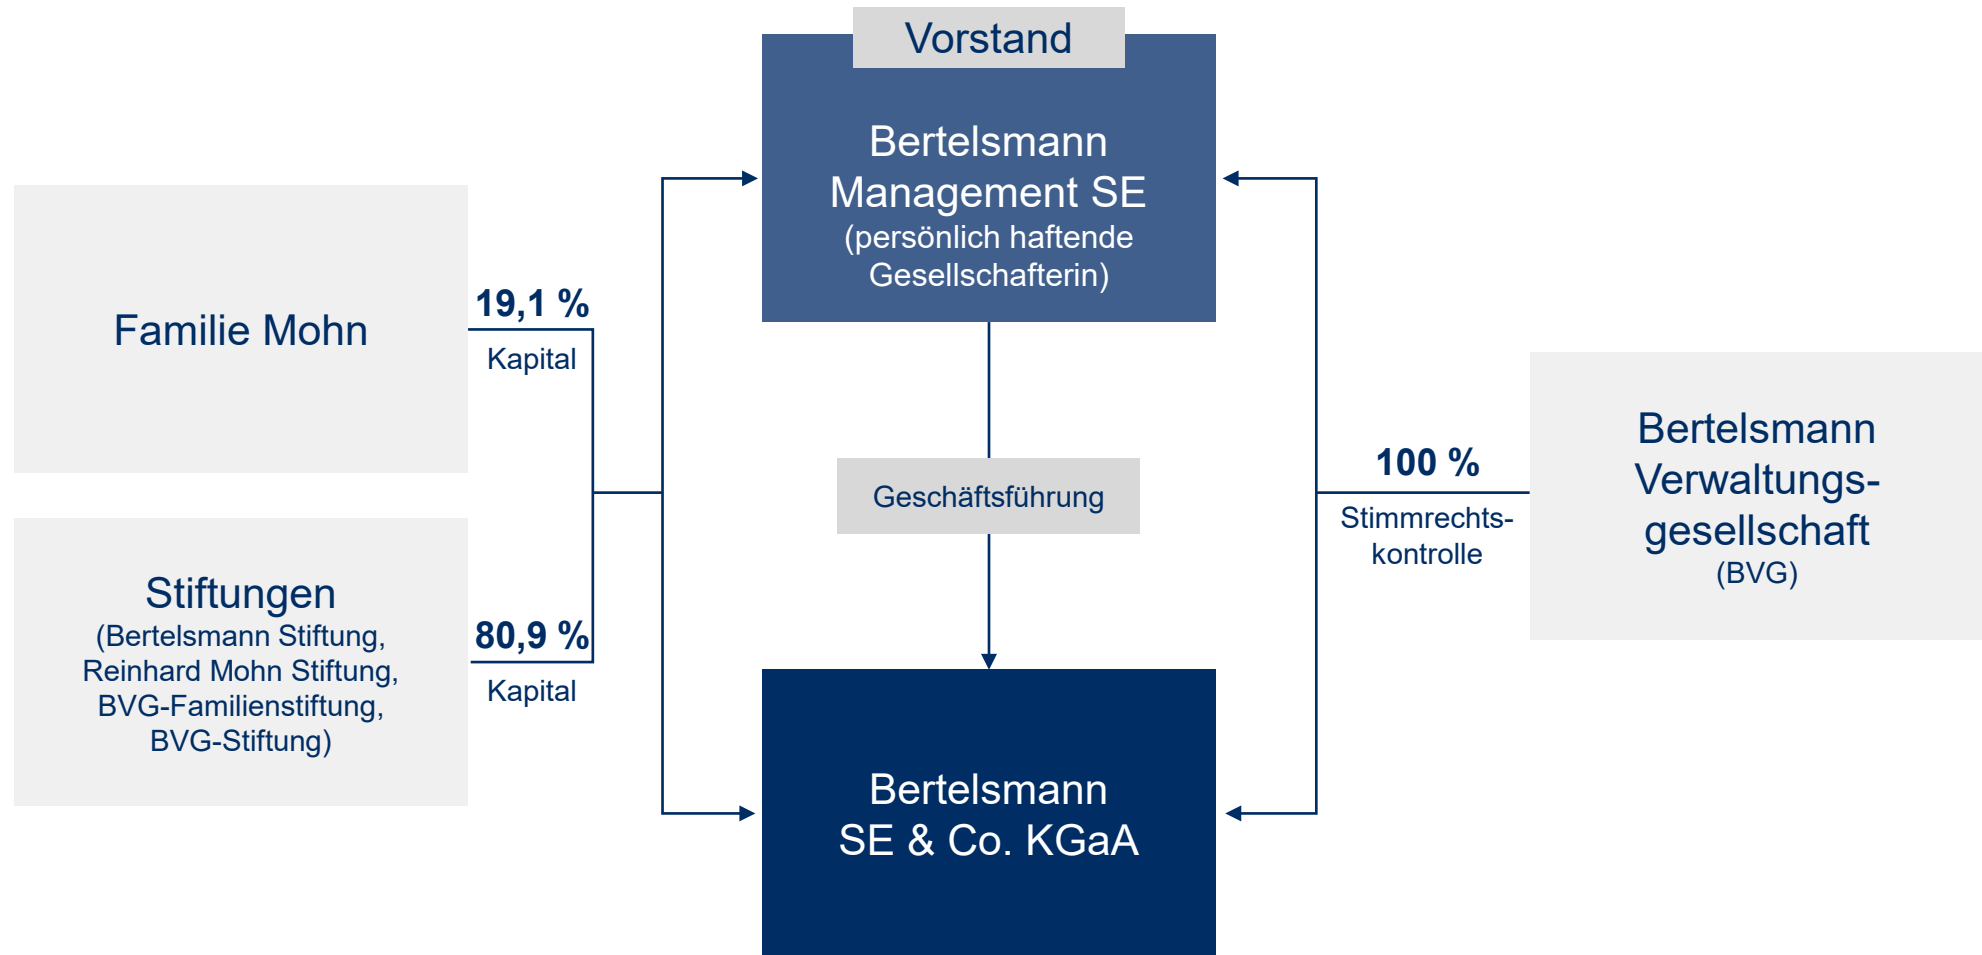 Vorstand
Bertelsmann
Management SE
(persönlich haftende
Gesellschafterin)
Familie Mohn
19,1 %
Kapital
Stiftungen
(Bertelsmann Stiftung,
Reinhard Mohn Stiftung,
BVG-Familienstiftung,
BVG-Stiftung)
80,9 %
Kapital
Geschäftsführung
100 %
Stimmrechts-
kontrolle
Bertelsmann
Verwaltungs-
gesellschaft
(BVG)
Bertelsmann
SE & Co. KGaA